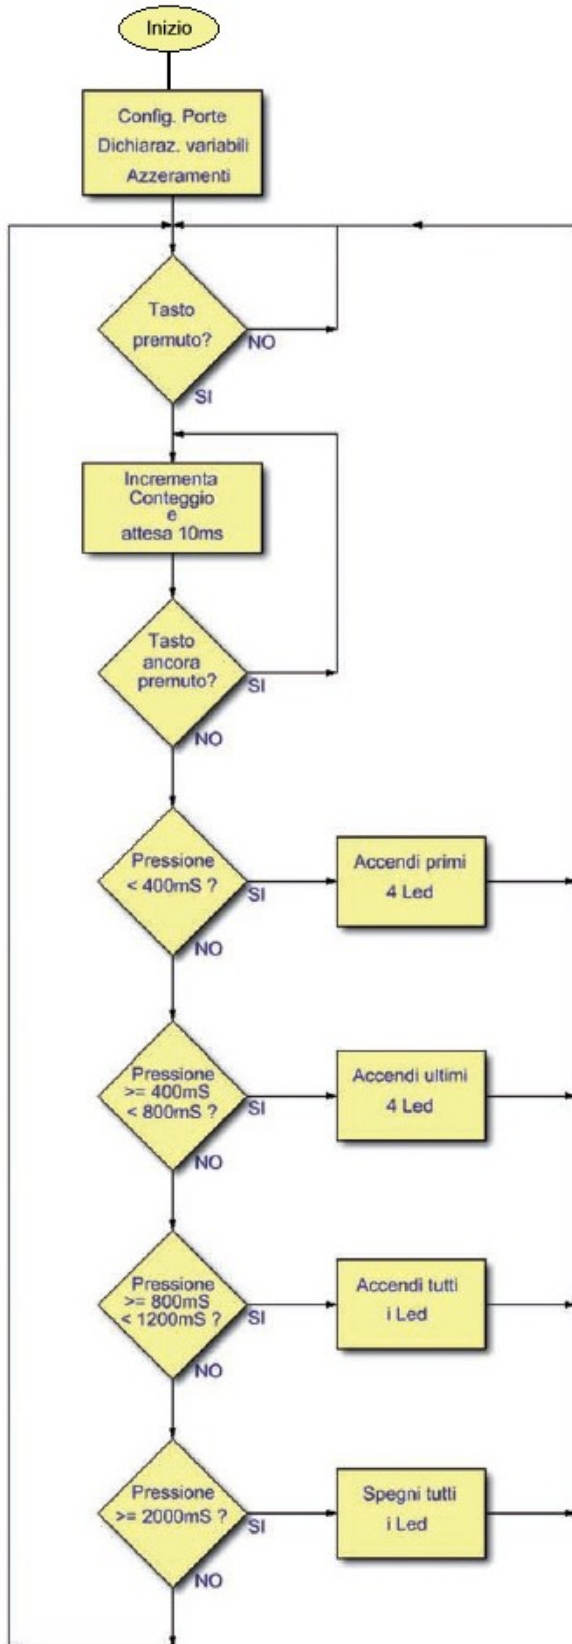 Inizio
Config. Porte
Dichiaraz. variabili
Azzeramenti
Tasto
premuto?
NO
SI
Incrementa
Conteggio
e
attesa 10ms
Tasto
ancora
premuto?
SI
NO
Pressione
< 400mS ?
SI
NO
Accendi primi
4 Led
Pressione
>= 400mS
< 800mS ?
SI
NO
Accendi ultimi
4 Led
Pressione
>= 800mS
< 1200mS ?
SI
NO
Accendi tutti
i Led
Pressione
>= 2000mS ?
SI
NO
Spegni tutti
i Led